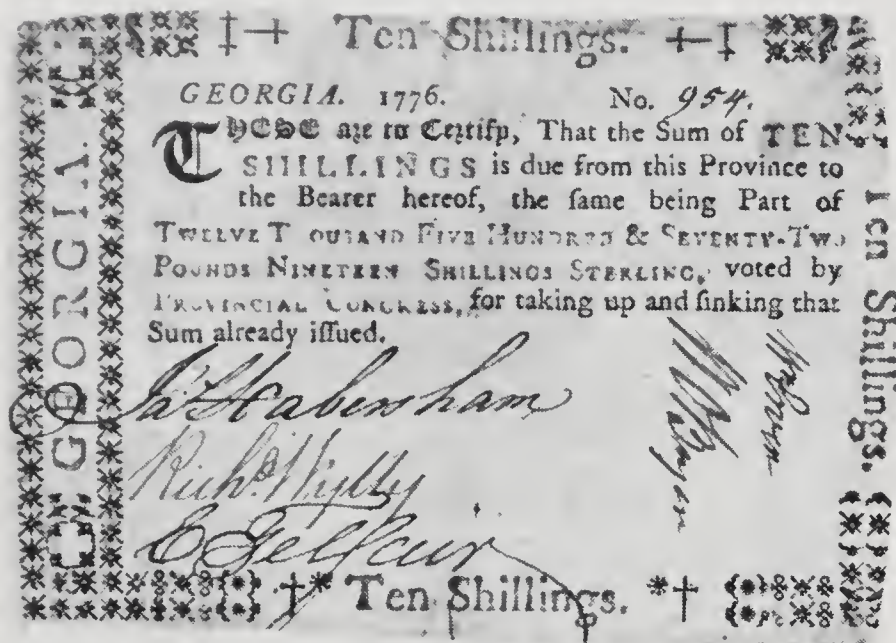 Ten Shillings.
GEORGIA.
GEORGIA. 1776. No. 954.
THESE are to Certify, That the Sum of TEN
SHILLINGS is due from this Province to
the Bearer hereof, the ſame being Part of
TWELVE T OUSAND FIVE HUNDRED & SEVENTY-TWO
POUNDS NINETEEN SHILLINGS STERLING, voted by
PROVINCIAL CONGRESS, for taking up and ſinking that
Sum already iſſued.
Jas Habersham
Richd. Wylly
E Telfair
Ten Shillings.
Ten Shillings.